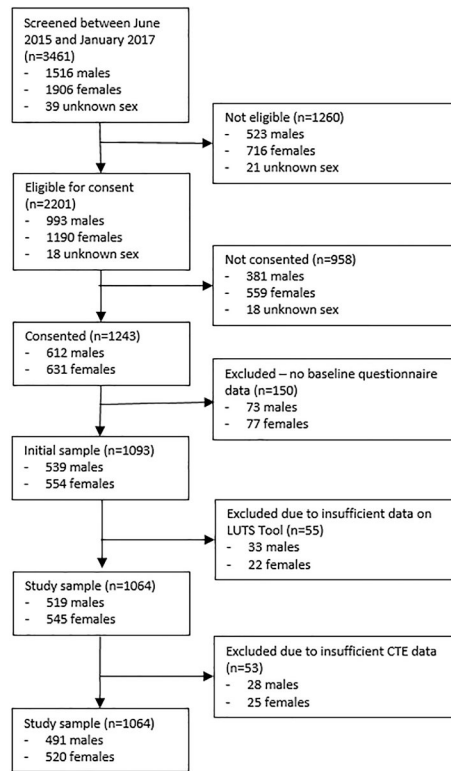 Screened between June
2015 and January 2017
(n=3461)
- 1516 males
- 1906 females
- 39 unknown sex
Not eligible (n=1260)
- 523 males
- 716 females
- 21 unknown sex
Eligible for consent
(n=2201)
- 993 males
- 1190 females
- 18 unknown sex
Not consented (n=958)
- 381 males
- 559 females
- 18 unknown sex
Consented (n=1243)
- 612 males
- 631 females
Excluded – no baseline questionnaire
data (n=150)
- 73 males
- 77 females
Initial sample (n=1093)
- 539 males
- 554 females
Excluded due to insufficient data on
LUTS Tool (n=55)
- 33 males
- 22 females
Study sample (n=1064)
- 519 males
- 545 females
Excluded due to insufficient CTE data
(n=53)
- 28 males
- 25 females
Study sample (n=1064)
- 491 males
- 520 females